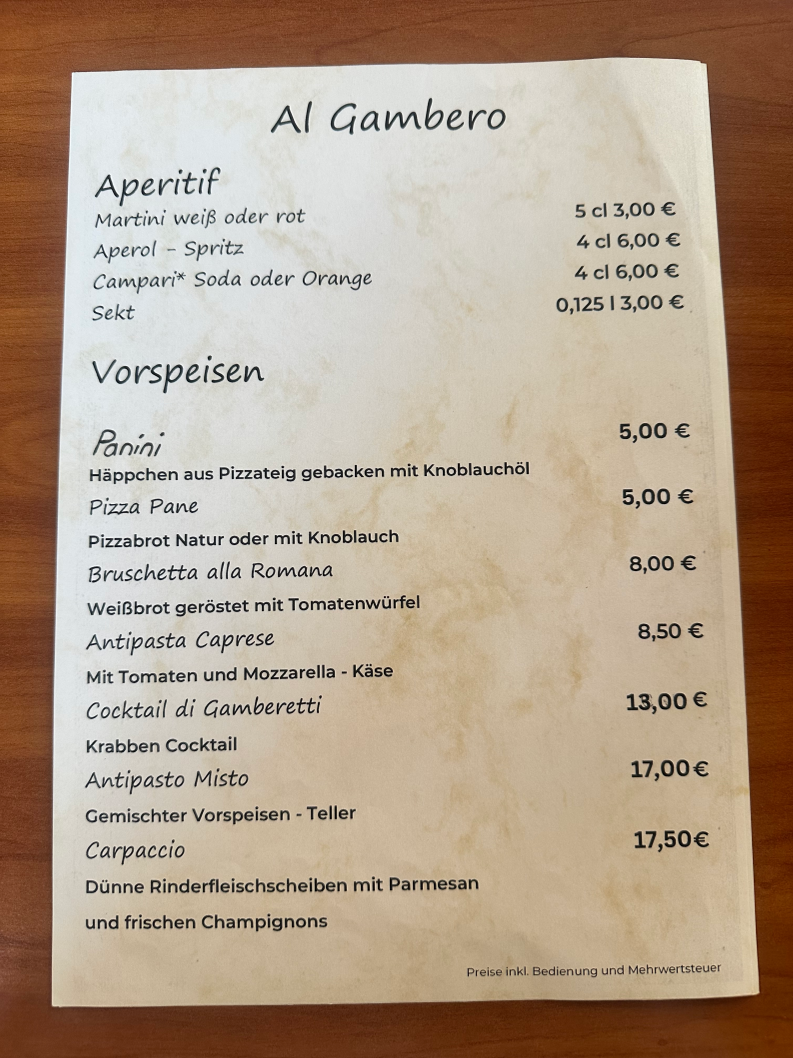 Al Gambero
Aperitif
Martini weiß oder rot 5 cl 3,00 €
Aperol - Spritz 4 cl 6,00 €
Campari* Soda oder Orange 4 cl 6,00 €
Sekt 0,125 l 3,00 €
Vorspeisen
Panini 5,00 €
Häppchen aus Pizzateig gebacken mit Knoblauchöl
Pizza Pane 5,00 €
Pizzabrot Natur oder mit Knoblauch
Bruschetta alla Romana 8,00 €
Weißbrot geröstet mit Tomatenwürfel
Antipasta Caprese 8,50 €
Mit Tomaten und Mozzarella - Käse
Cocktail di Gamberetti 13,00 €
Krabben Cocktail
Antipasto Misto 17,00€
Gemischter Vorspeisen - Teller
Carpaccio 17,50€
Dünne Rinderfleischscheiben mit Parmesan
und frischen Champignons
Preise inkl. Bedienung und Mehrwertsteuer